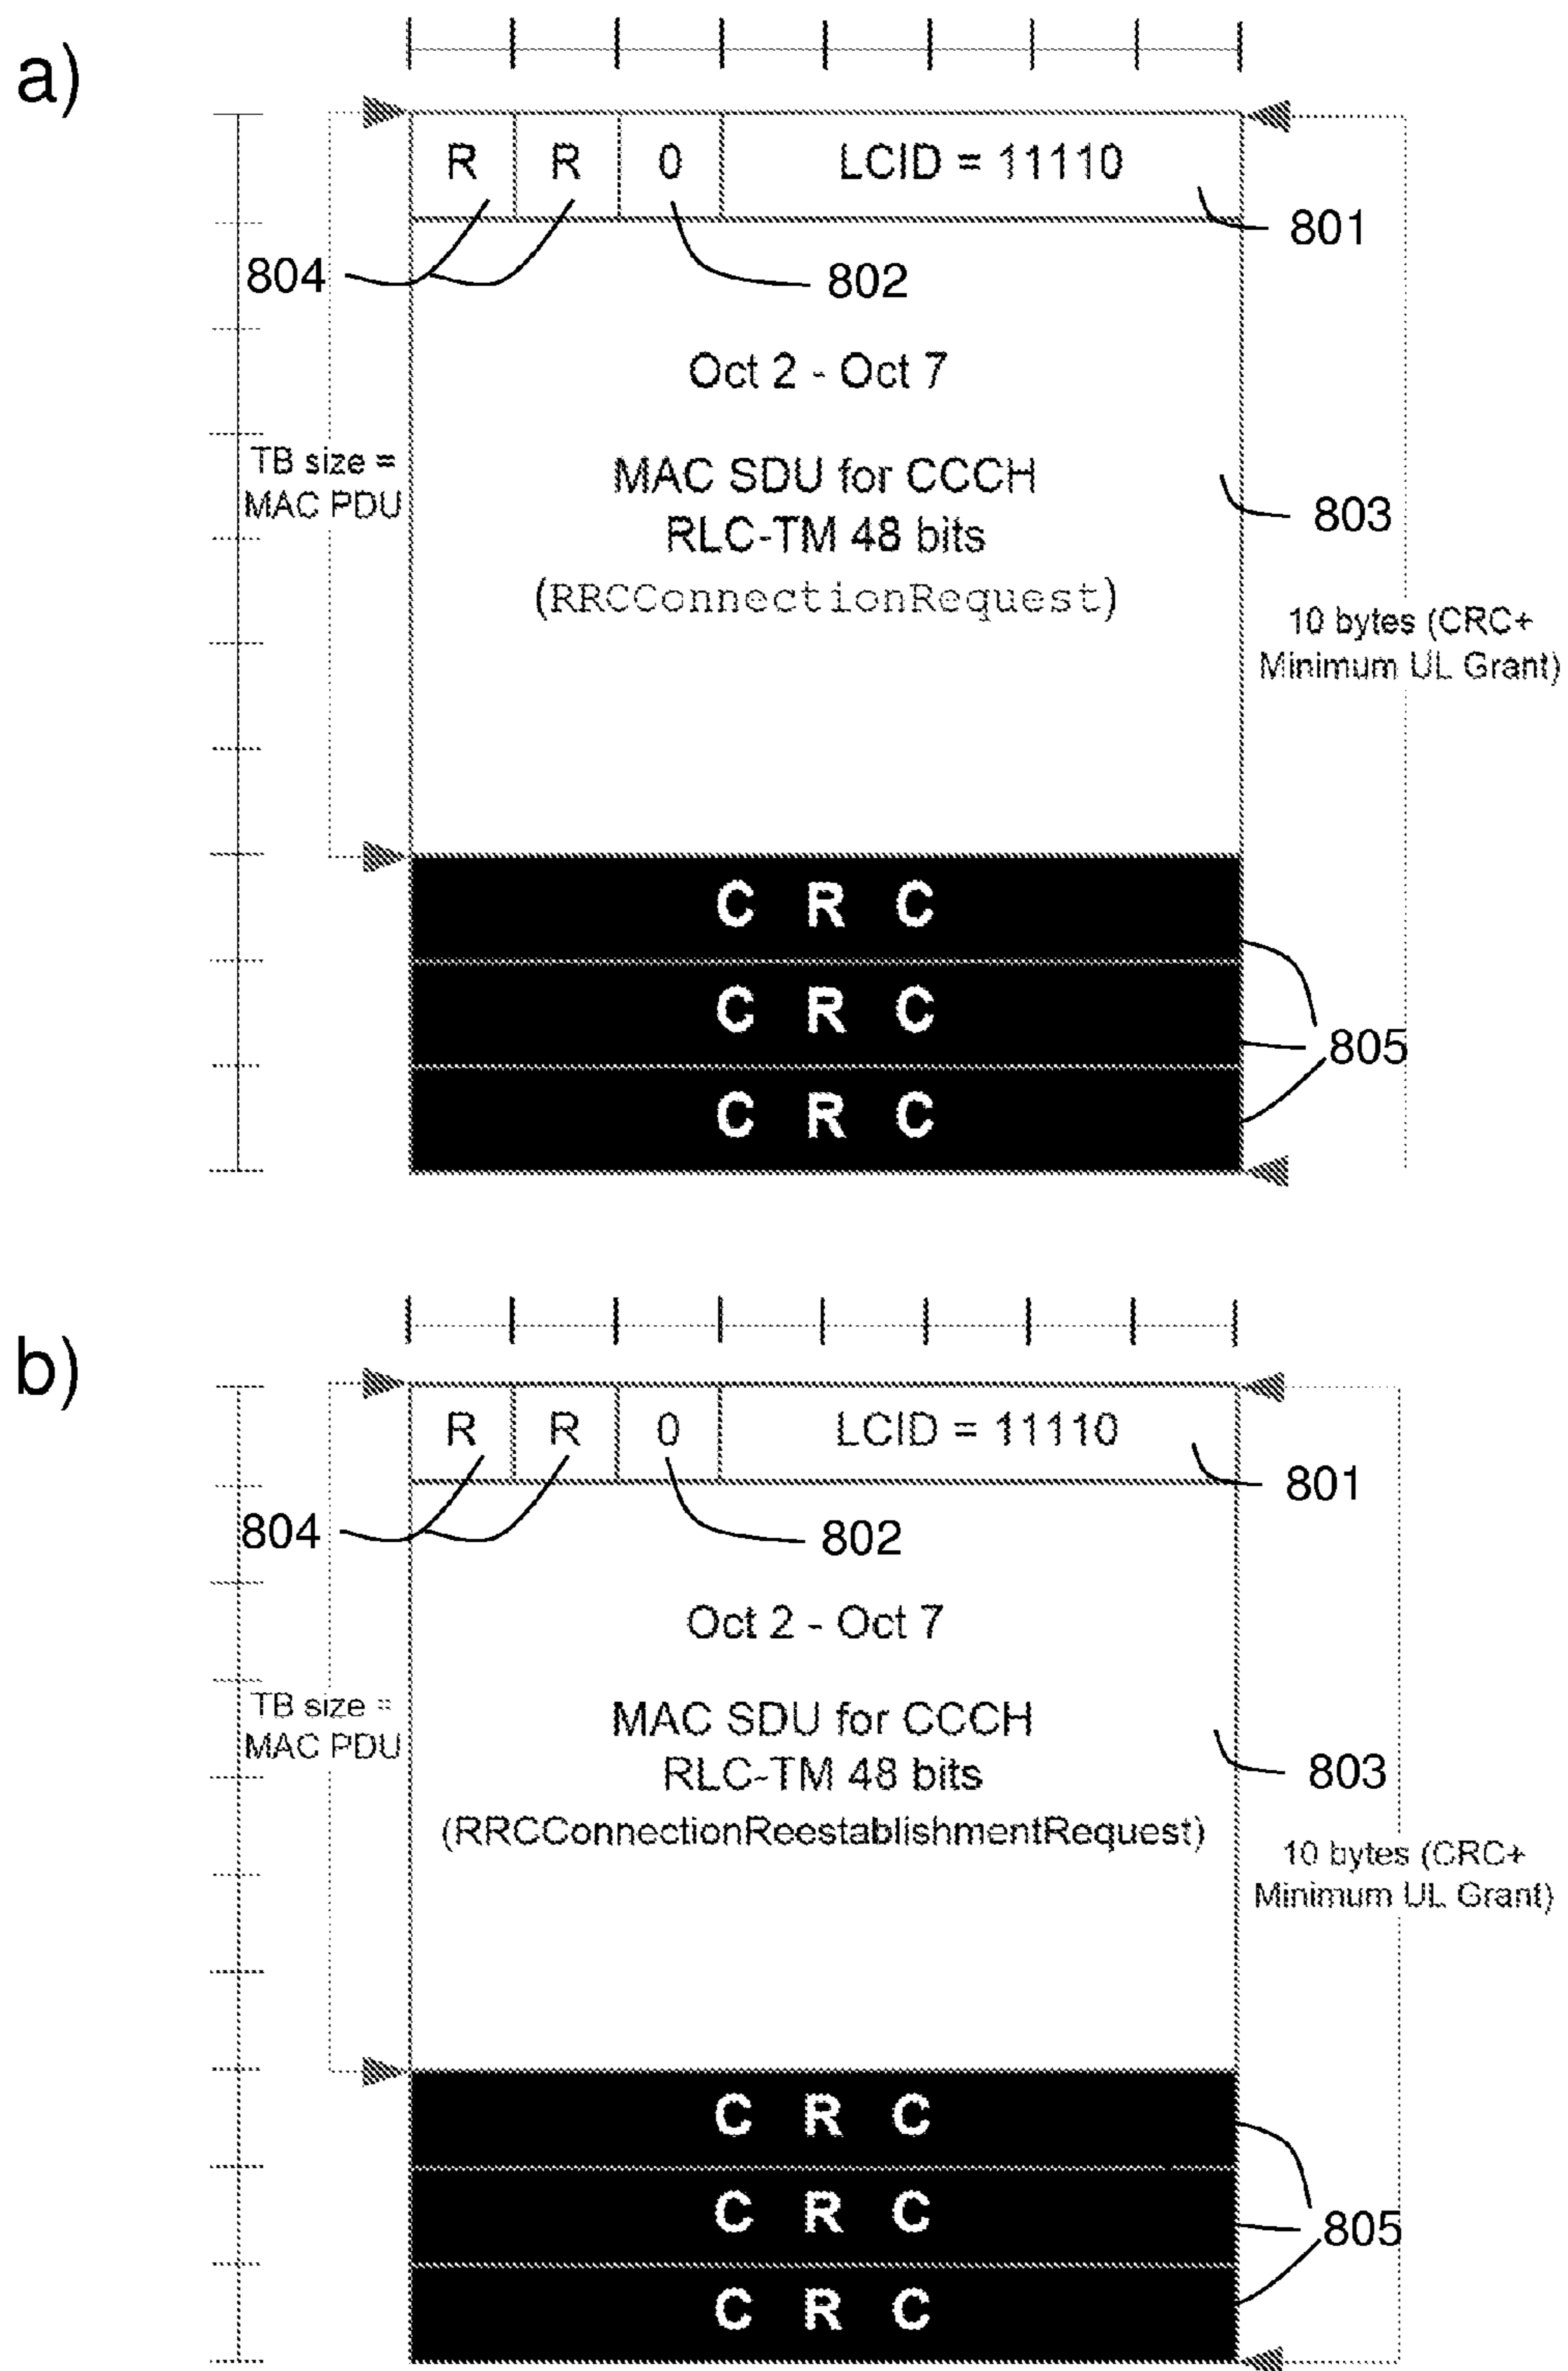 a)
R R 0 LCID = 11110
801
804
802
Oct 2 - Oct 7
TB size =
MAC PDU
MAC SDU for CCCH
RLC-TM 48 bits
(RRCConnectionRequest)
803
10 bytes (CRC+
Minimum UL Grant)
C R C
C R C
C R C
805
b)
R R 0 LCID = 11110
801
804
802
Oct 2 - Oct 7
TB size =
MAC PDU
MAC SDU for CCCH
RLC-TM 48 bits
(RRCConnectionReestablishmentRequest)
803
10 bytes (CRC+
Minimum UL Grant)
C R C
C R C
C R C
805